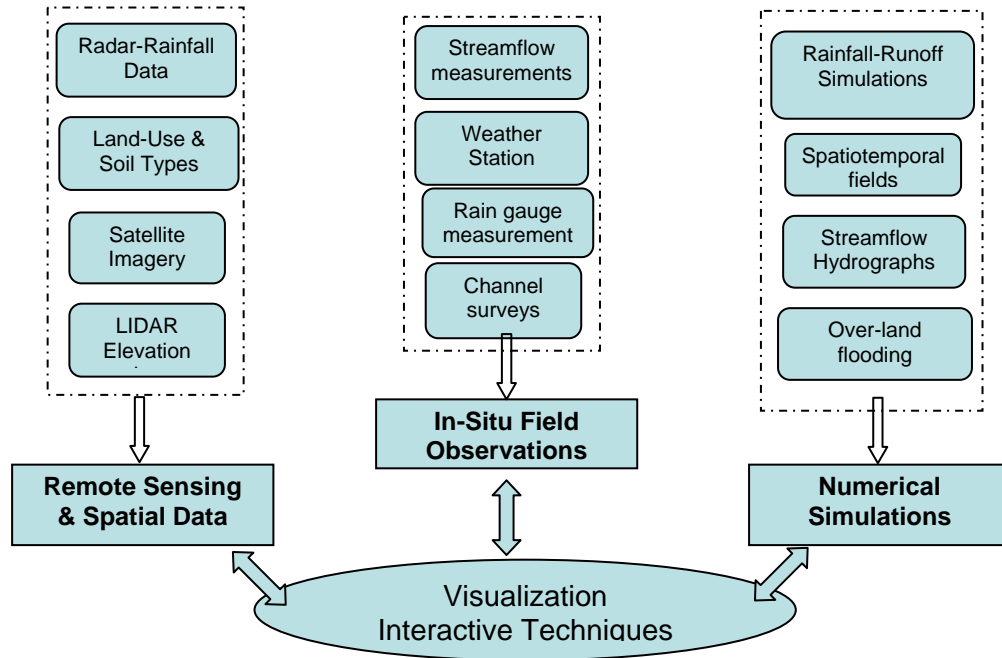 Radar-Rainfall
Data
Land-Use &
Soil Types
Satellite
Imagery
LIDAR
Elevation
Streamflow
measurements
Weather
Station
Rain gauge
measurement
Channel
surveys
Rainfall-Runoff
Simulations
Spatiotemporal
fields
Streamflow
Hydrographs
Over-land
flooding
Remote Sensing
& Spatial Data
In-Situ Field
Observations
Numerical
Simulations
Visualization
Interactive Techniques